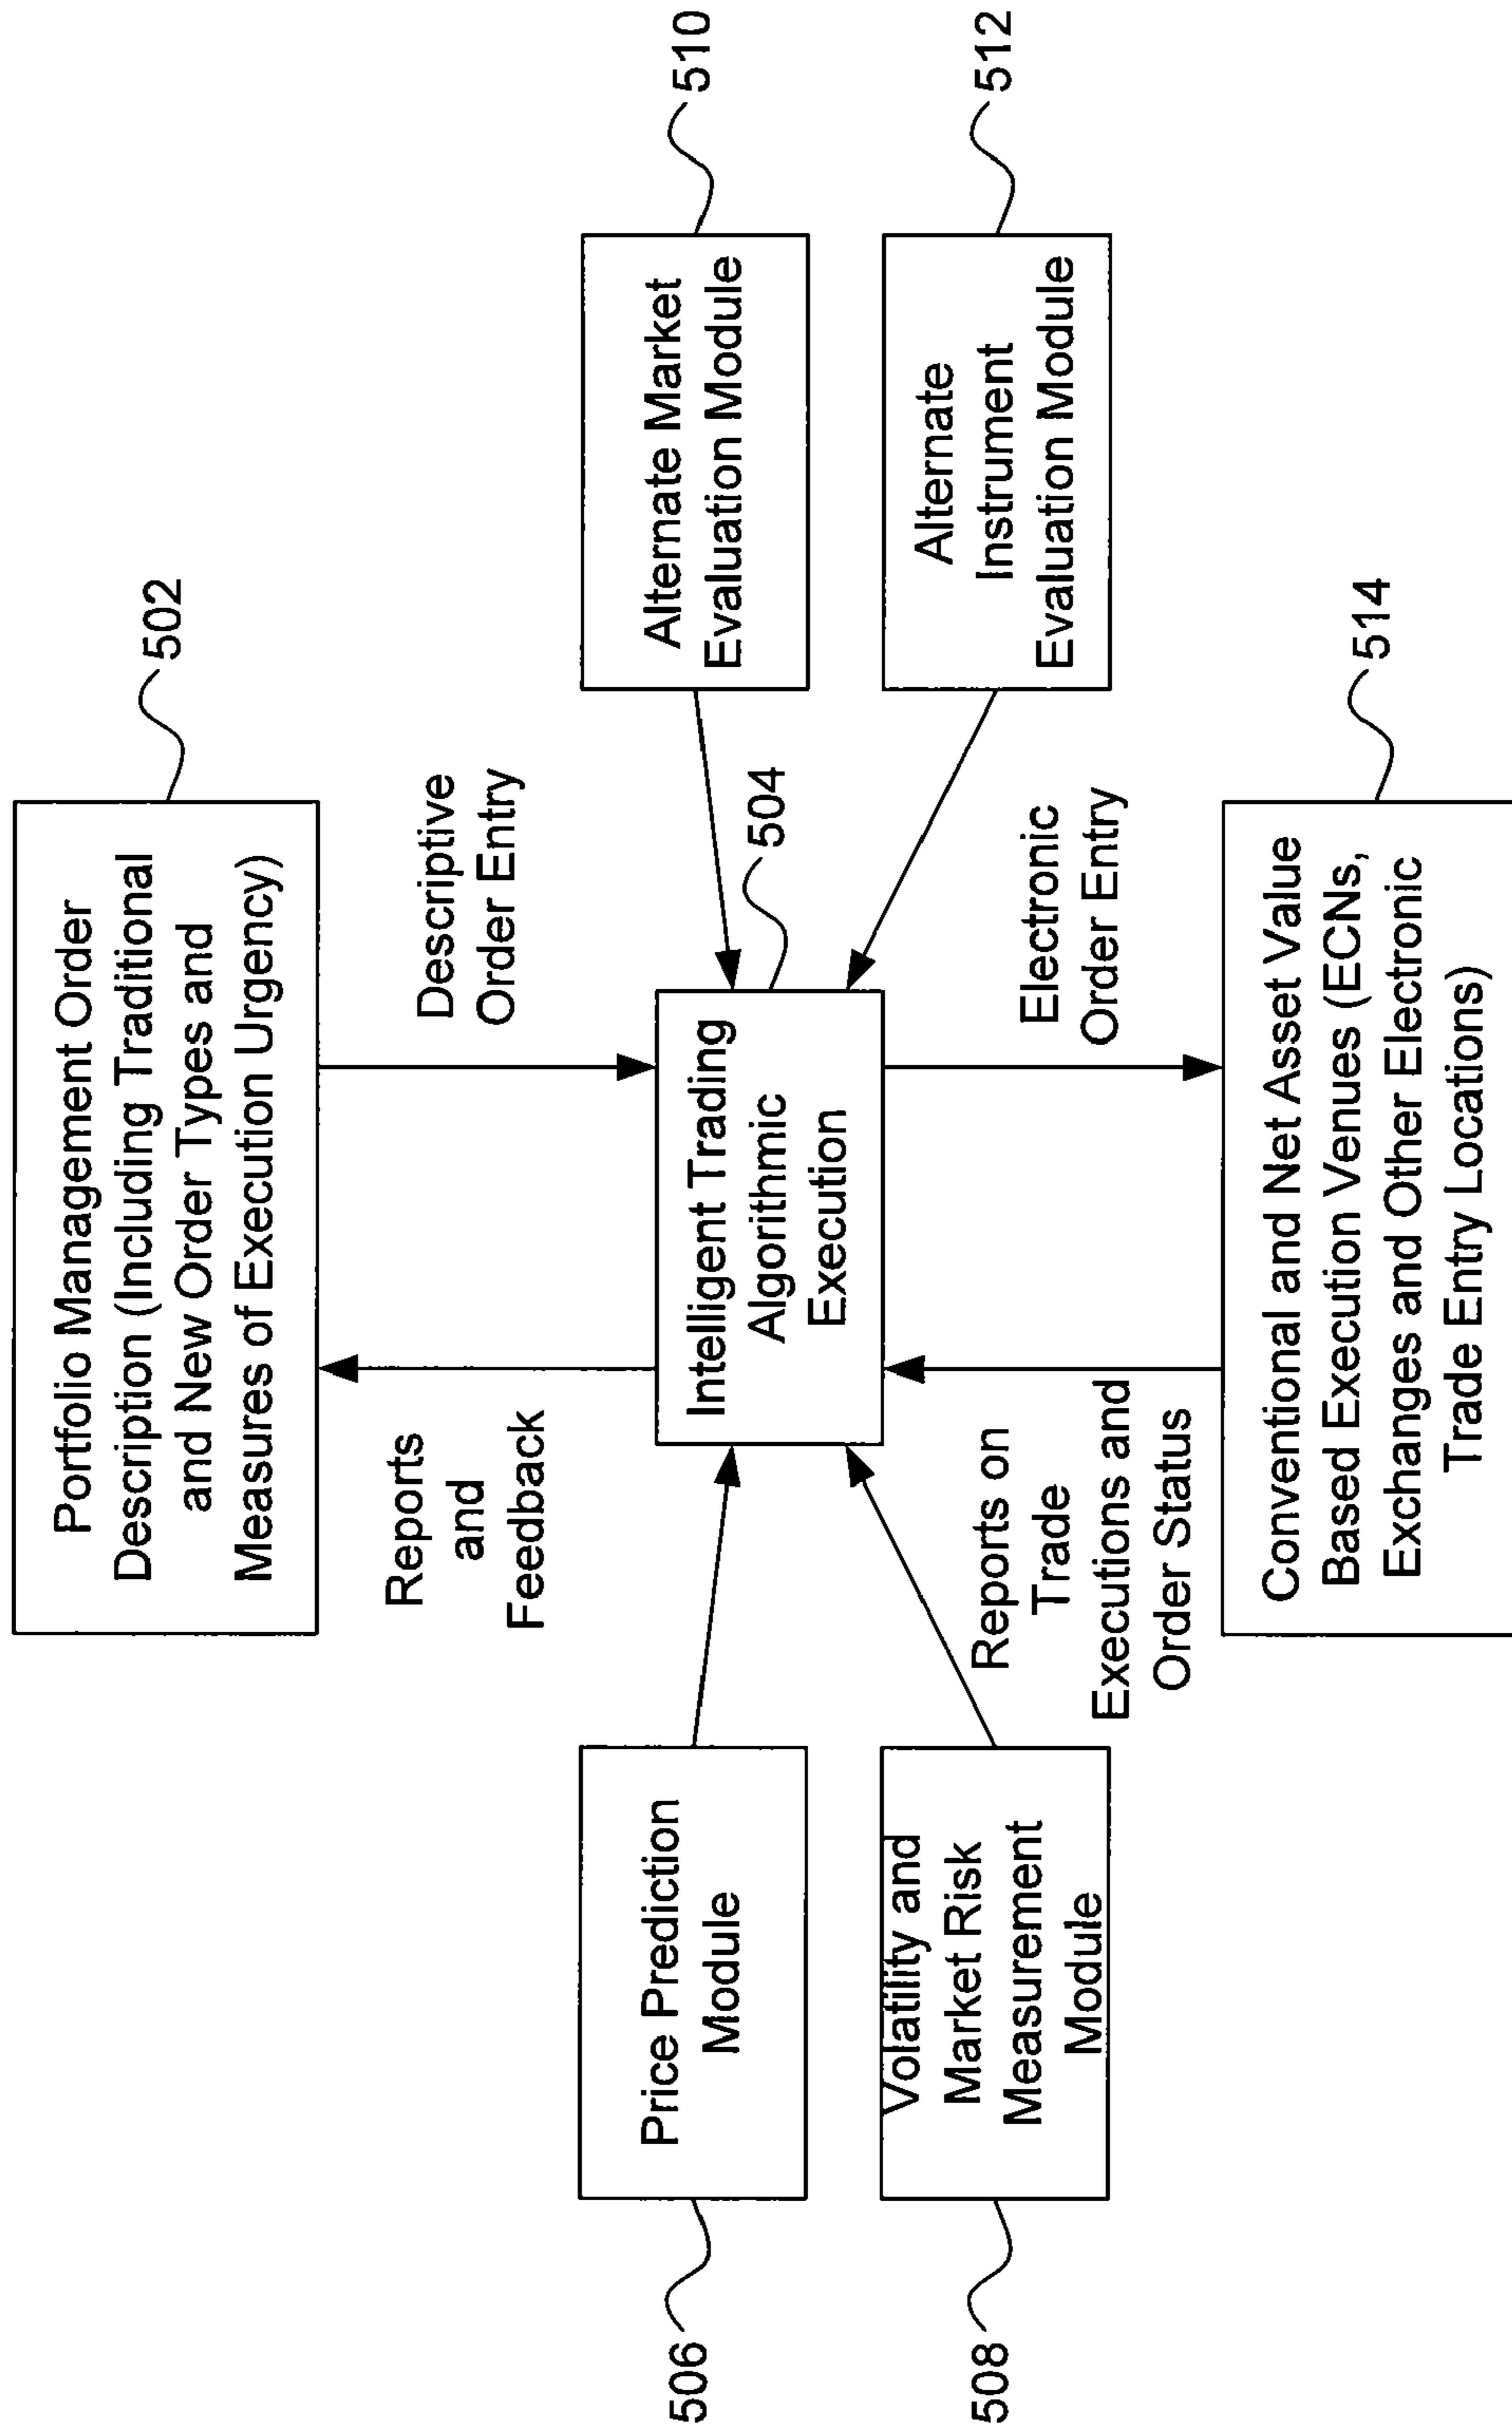 Portfolio Management Order
Description (Including Traditional
and New Order Types and
Measures of Execution Urgency)
502
Reports
and
Feedback
Descriptive
Order Entry
Price Prediction
Module
506
Intelligent Trading
Algorithmic
Execution
504
Alternate Market
Evaluation Module
510
Volatility and
Market Risk
Measurement
Module
508
Alternate
Instrument
Evaluation Module
512
Reports on
Trade
Executions and
Order Status
Electronic
Order Entry
Conventional and Net Asset Value
Based Execution Venues (ECNs,
Exchanges and Other Electronic
Trade Entry Locations)
514